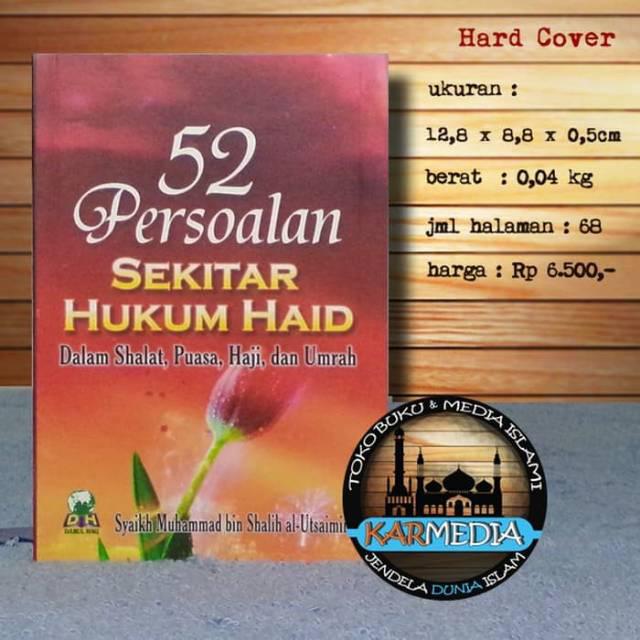 Hard Cover
ukuran :
12,8 x 8,8 x 0,5cm
berat : 0,04 kg
jml halaman : 68
harga : Rp 6.500,-
52
Persoalan
SEKITAR
HUKUM HAID
Dalam Shalat, Puasa, Haji, dan Umrah
Syaikh Muhammad bin Shalih al-Utsaimin
DARUL HAQ
TOKO BUKU & MEDIA ISLAMI
KARMEDIA
JENDELA DUNIA ISLAM